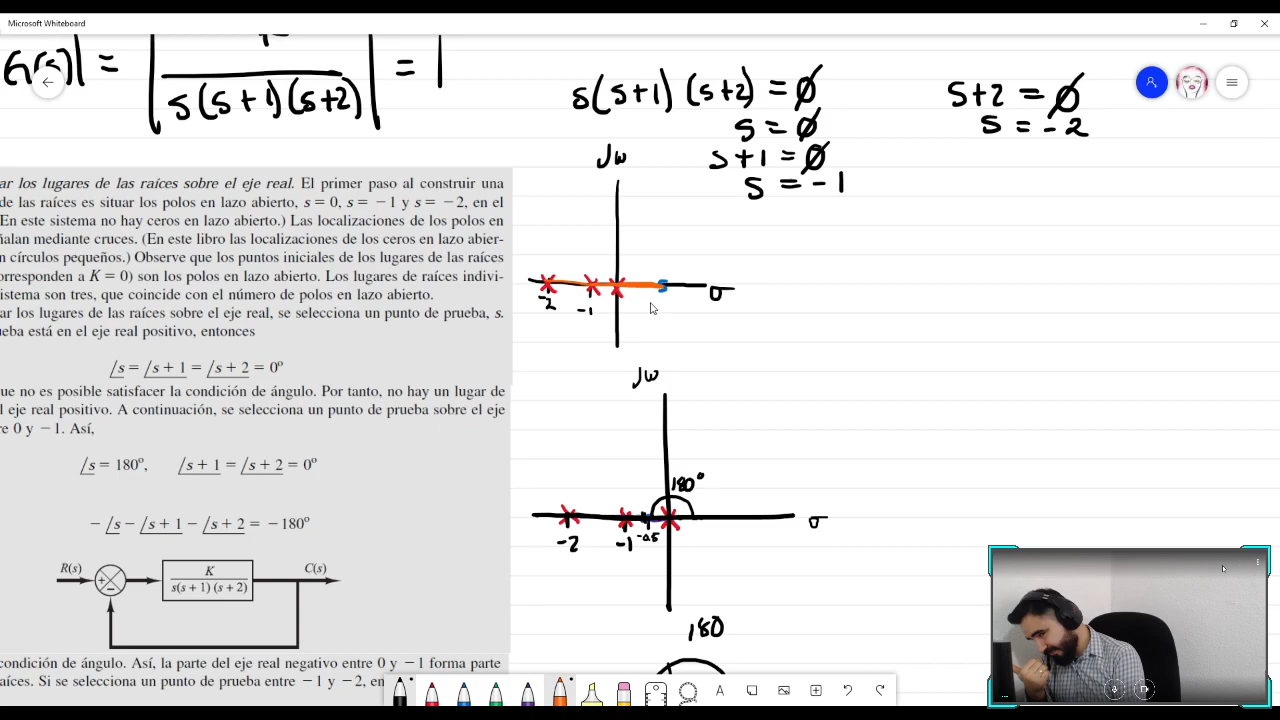 Microsoft Whiteboard
G(s)| = | K / s(s+1)(s+2) | = 1
s(s+1)(s+2) = 0
s = 0
s+1 = 0
s = -1
s+2 = 0
s = -2
ar los lugares de las raíces sobre el eje real. El primer paso al construir una
de las raíces es situar los polos en lazo abierto, s = 0, s = −1 y s = −2, en el
En este sistema no hay ceros en lazo abierto.) Las localizaciones de los polos en
ñalan mediante cruces. (En este libro las localizaciones de los ceros en lazo abier-
n círculos pequeños.) Observe que los puntos iniciales de los lugares de las raíces
orresponden a K = 0) son los polos en lazo abierto. Los lugares de raíces indivi-
sistema son tres, que coincide con el número de polos en lazo abierto.
ar los lugares de las raíces sobre el eje real, se selecciona un punto de prueba, s.
ueba está en el eje real positivo, entonces
/s = /s + 1 = /s + 2 = 0°
que no es posible satisfacer la condición de ángulo. Por tanto, no hay un lugar de
l eje real positivo. A continuación, se selecciona un punto de prueba sobre el eje
re 0 y −1. Así,
/s = 180°, /s + 1 = /s + 2 = 0°
− /s − /s + 1 − /s + 2 = −180°
R(s) + − K / s(s + 1)(s + 2) C(s)
condición de ángulo. Así, la parte del eje real negativo entre 0 y −1 forma parte
aíces. Si se selecciona un punto de prueba entre −1 y −2, en
Jw
s
σ
-2 -1
Jw
180°
σ
-2 -1 -0.5
180
A